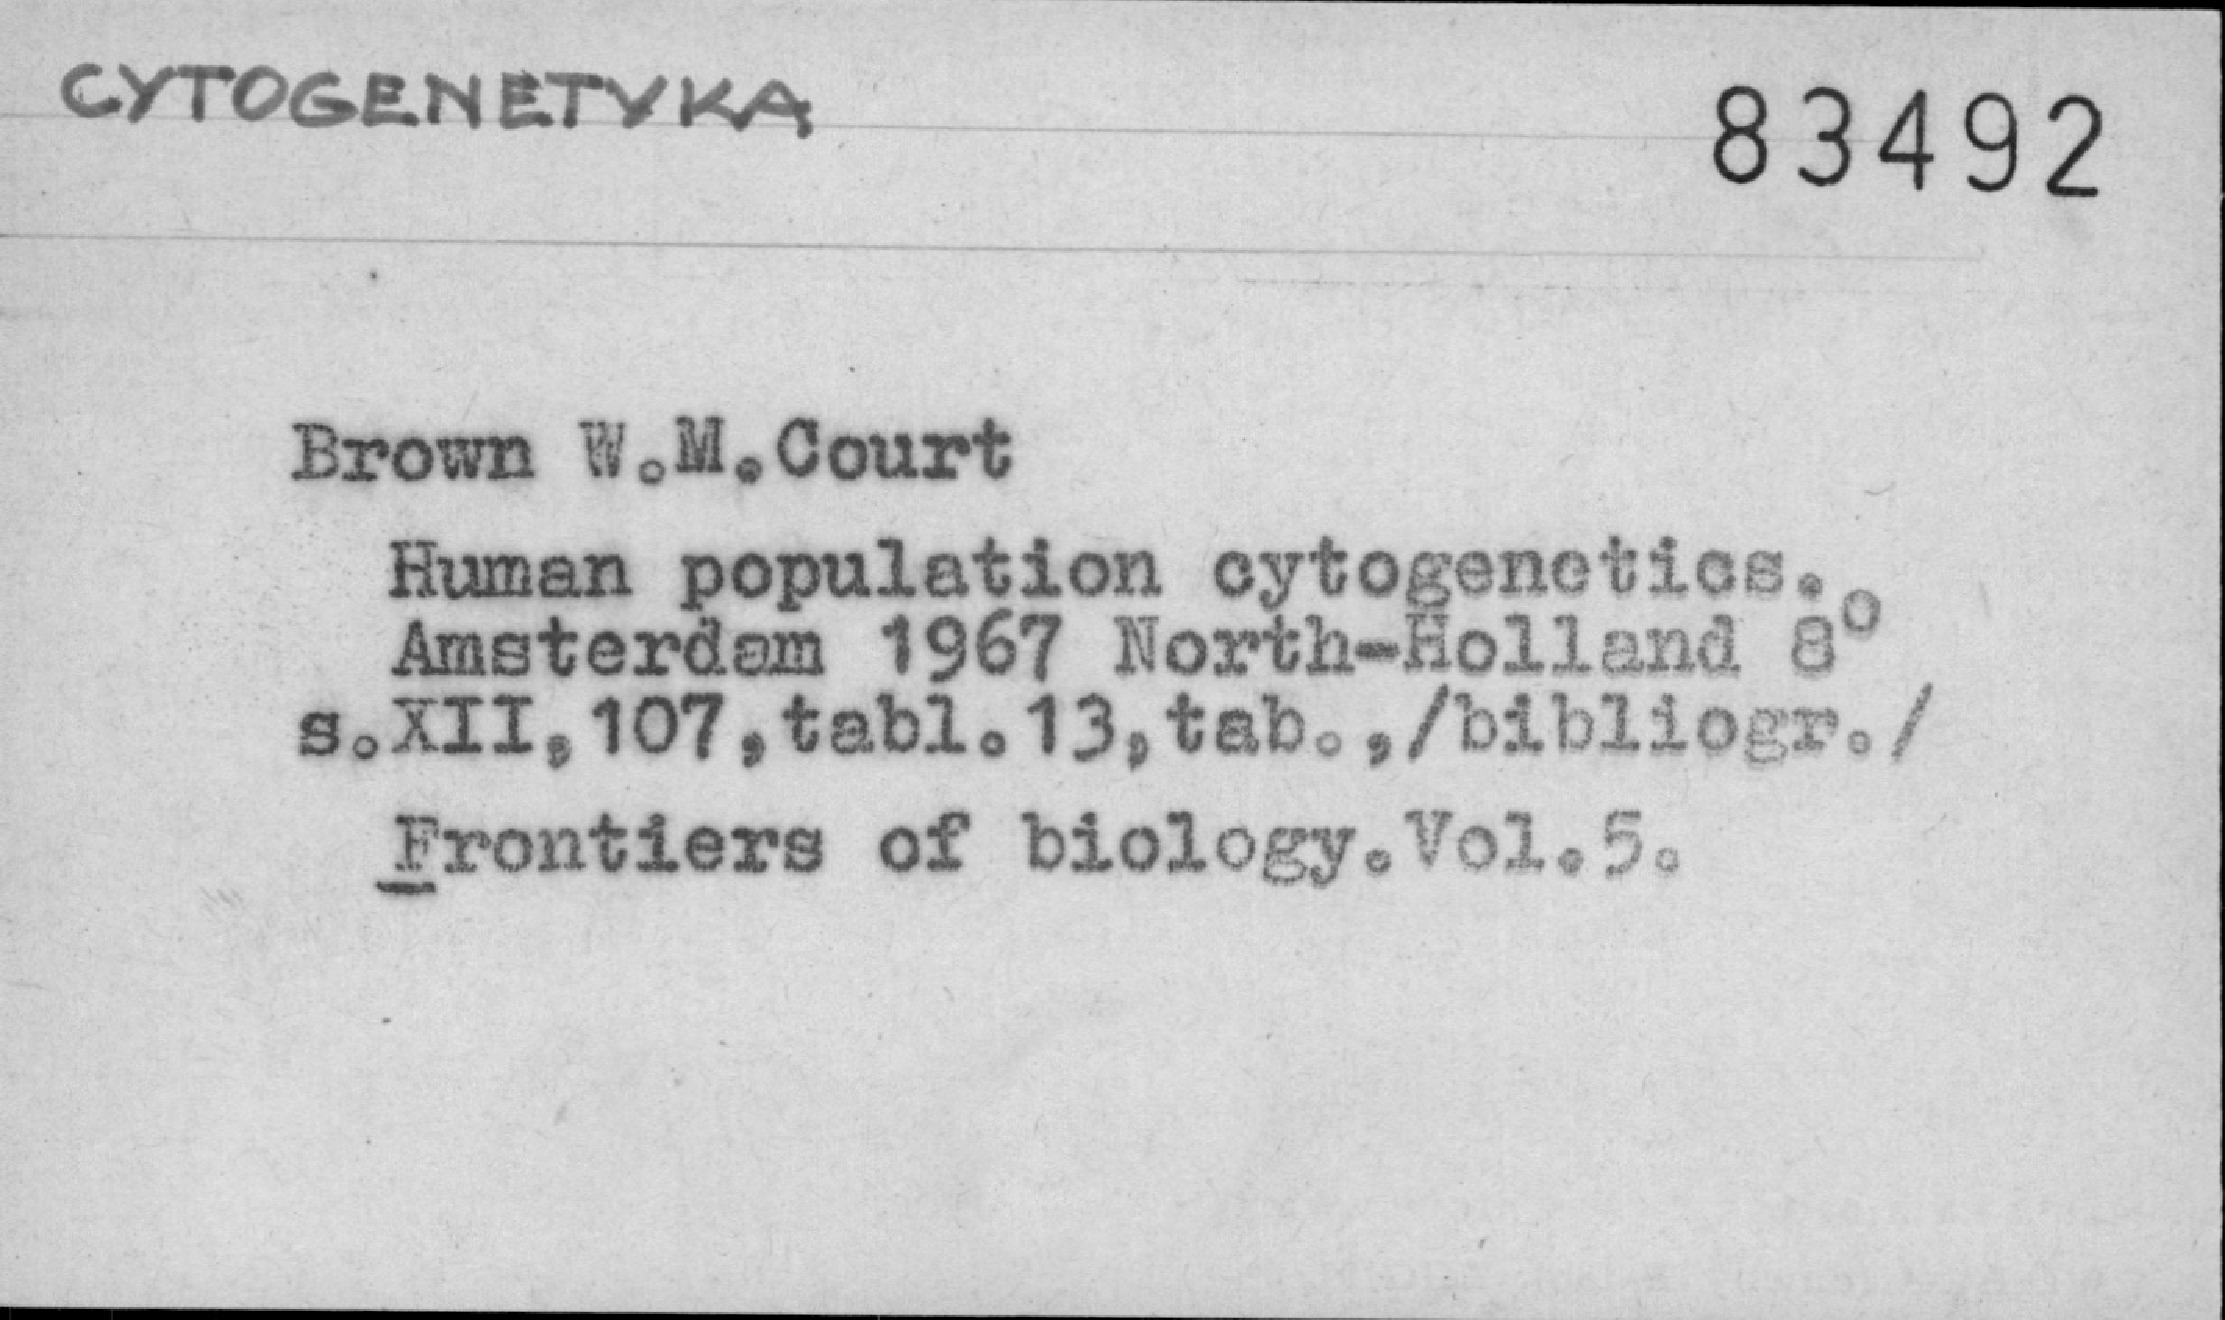 CYTOGENETYKA
83492
Brown W.M.Court
Human population cytogenetics.
Amsterdam 1967 North-Holland 8°
s.XII,107,tabl.13,tab.,/bibliogr./
Frontiers of biology.Vol.5.